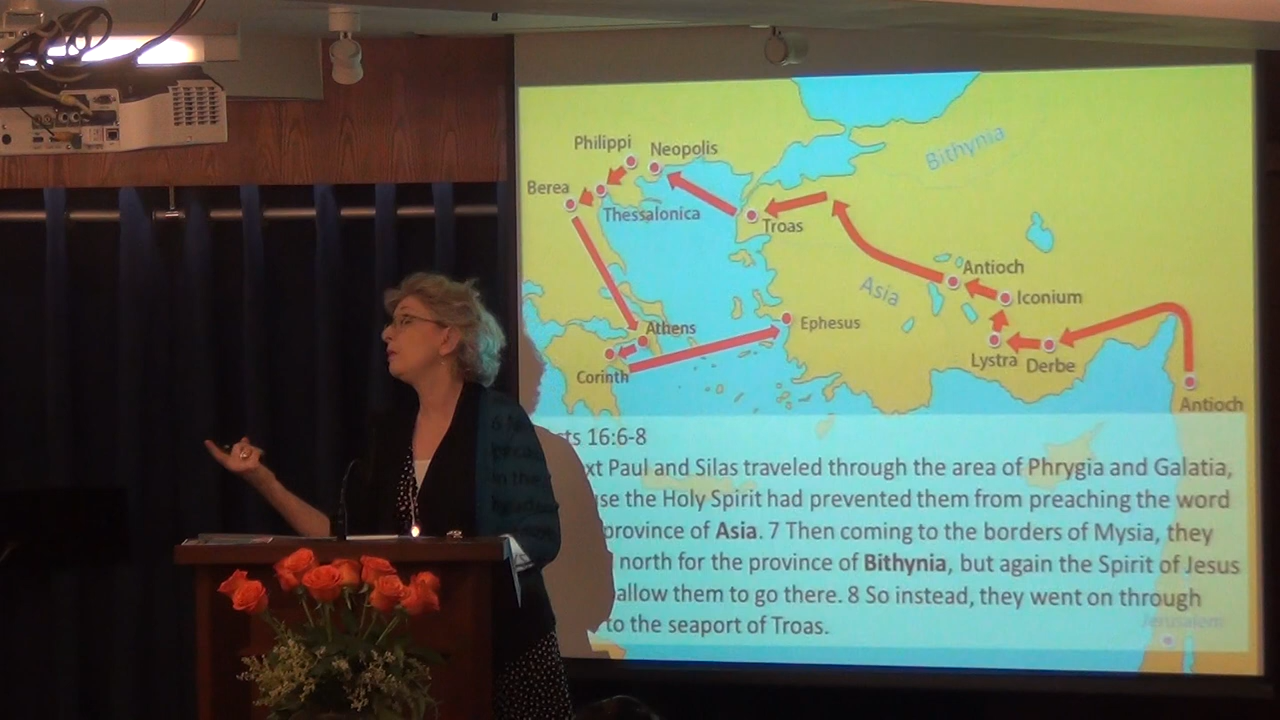 Bithynia
Philippi
Neopolis
Berea
Thessalonica
Troas
Antioch
Asia
Iconium
Ephesus
Athens
Lystra
Derbe
Corinth
Antioch
16:6-8
Paul and Silas traveled through the area of Phrygia and Galatia,
the Holy Spirit had prevented them from preaching the word
province of Asia. 7 Then coming to the borders of Mysia, they
north for the province of Bithynia, but again the Spirit of Jesus
allow them to go there. 8 So instead, they went on through
to the seaport of Troas.
Jerusalem